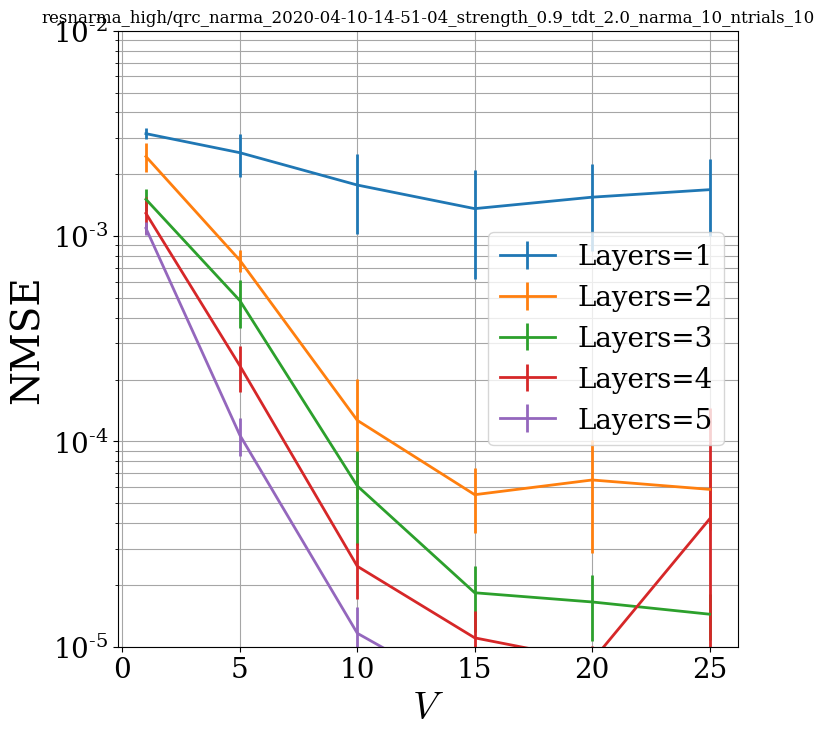 resnarma_high/qrc_narma_2020-04-10-14-51-04_strength_0.9_tdt_2.0_narma_10_ntrials_10
10⁻²
10⁻³
10⁻⁴
10⁻⁵
NMSE
Layers=1
Layers=2
Layers=3
Layers=4
Layers=5
0 5 10 15 20 25
V